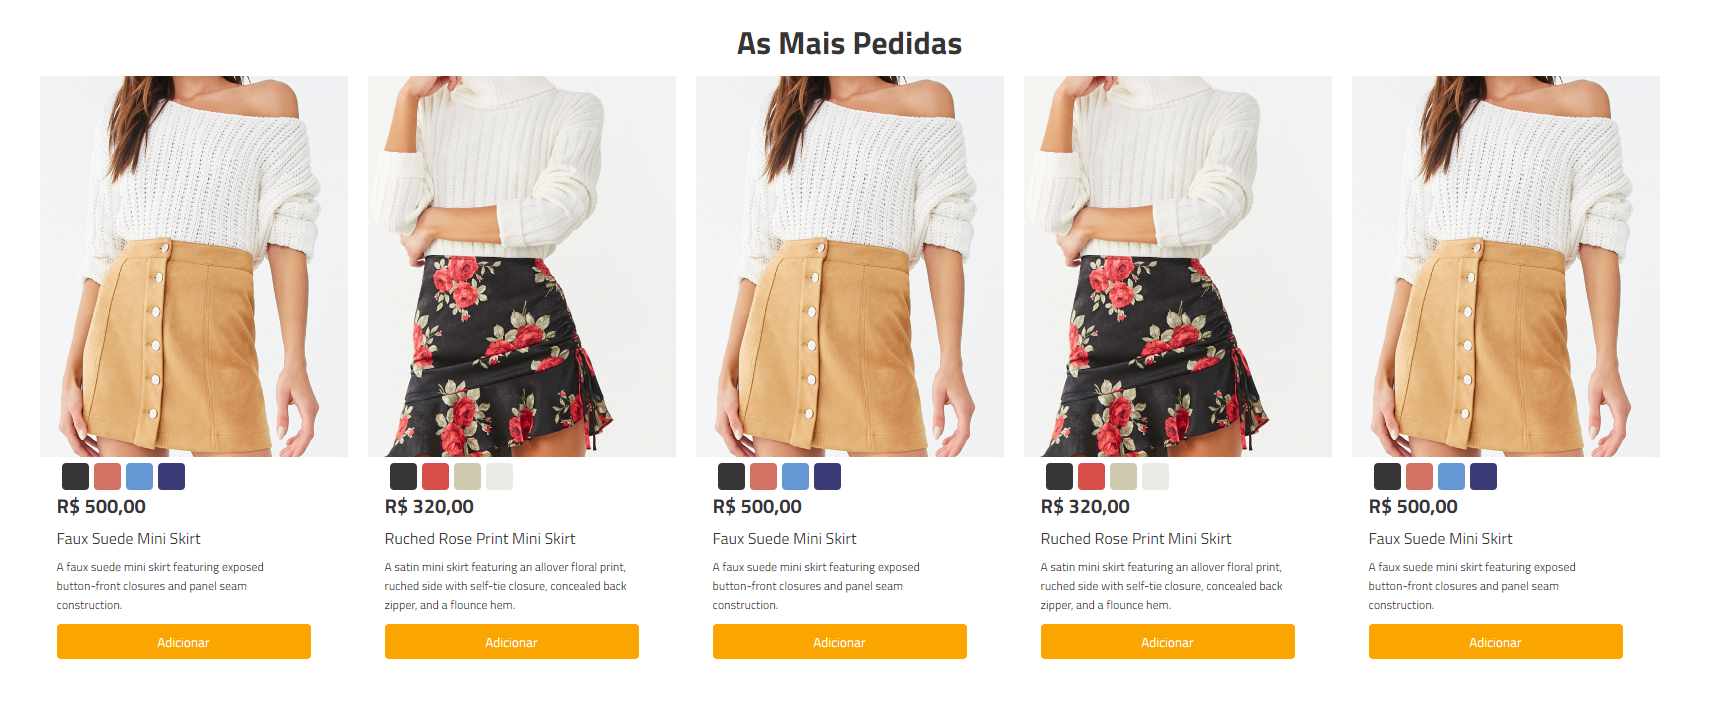 As Mais Pedidas
R$ 500,00
Faux Suede Mini Skirt
A faux suede mini skirt featuring exposed
button-front closures and panel seam
construction.
Adicionar
R$ 320,00
Ruched Rose Print Mini Skirt
A satin mini skirt featuring an allover floral print,
ruched side with self-tie closure, concealed back
zipper, and a flounce hem.
Adicionar
R$ 500,00
Faux Suede Mini Skirt
A faux suede mini skirt featuring exposed
button-front closures and panel seam
construction.
Adicionar
R$ 320,00
Ruched Rose Print Mini Skirt
A satin mini skirt featuring an allover floral print,
ruched side with self-tie closure, concealed back
zipper, and a flounce hem.
Adicionar
R$ 500,00
Faux Suede Mini Skirt
A faux suede mini skirt featuring exposed
button-front closures and panel seam
construction.
Adicionar